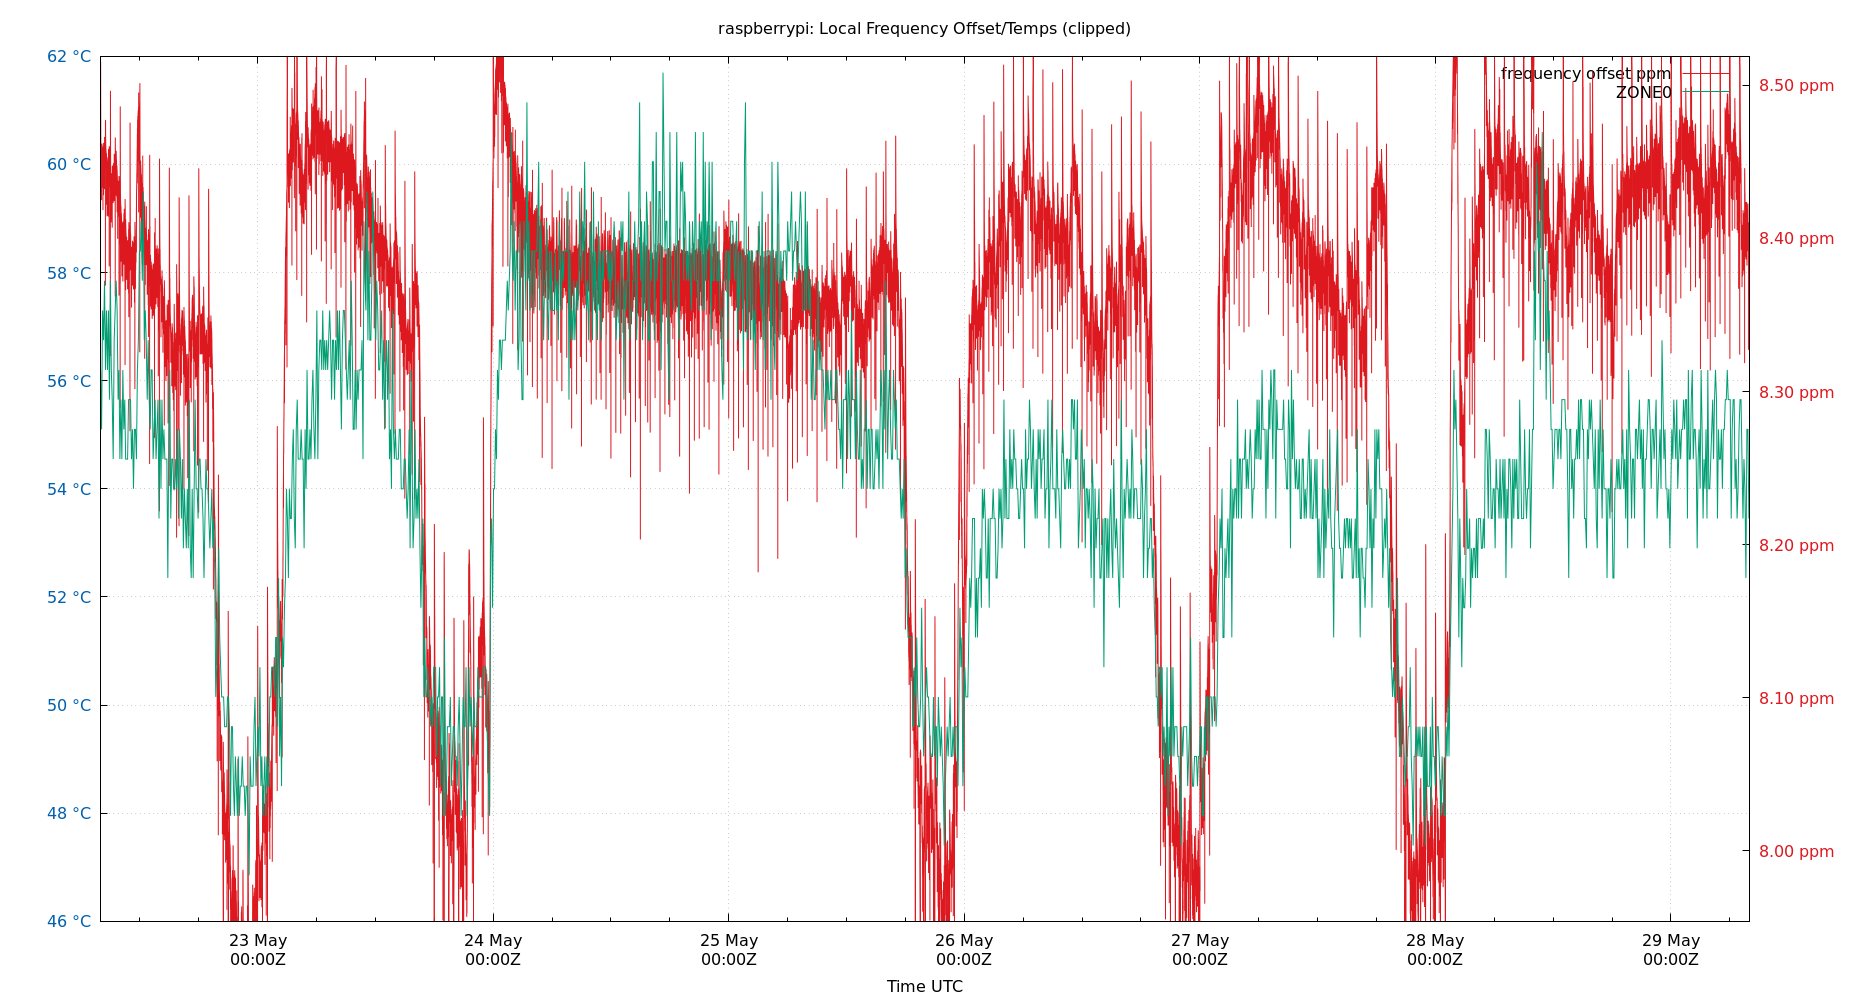 raspberrypi: Local Frequency Offset/Temps (clipped)
62 °C
60 °C
58 °C
56 °C
54 °C
52 °C
50 °C
48 °C
46 °C
frequency offset ppm
ZONE0
8.50 ppm
8.40 ppm
8.30 ppm
8.20 ppm
8.10 ppm
8.00 ppm
23 May
00:00Z
24 May
00:00Z
25 May
00:00Z
26 May
00:00Z
27 May
00:00Z
28 May
00:00Z
29 May
00:00Z
Time UTC